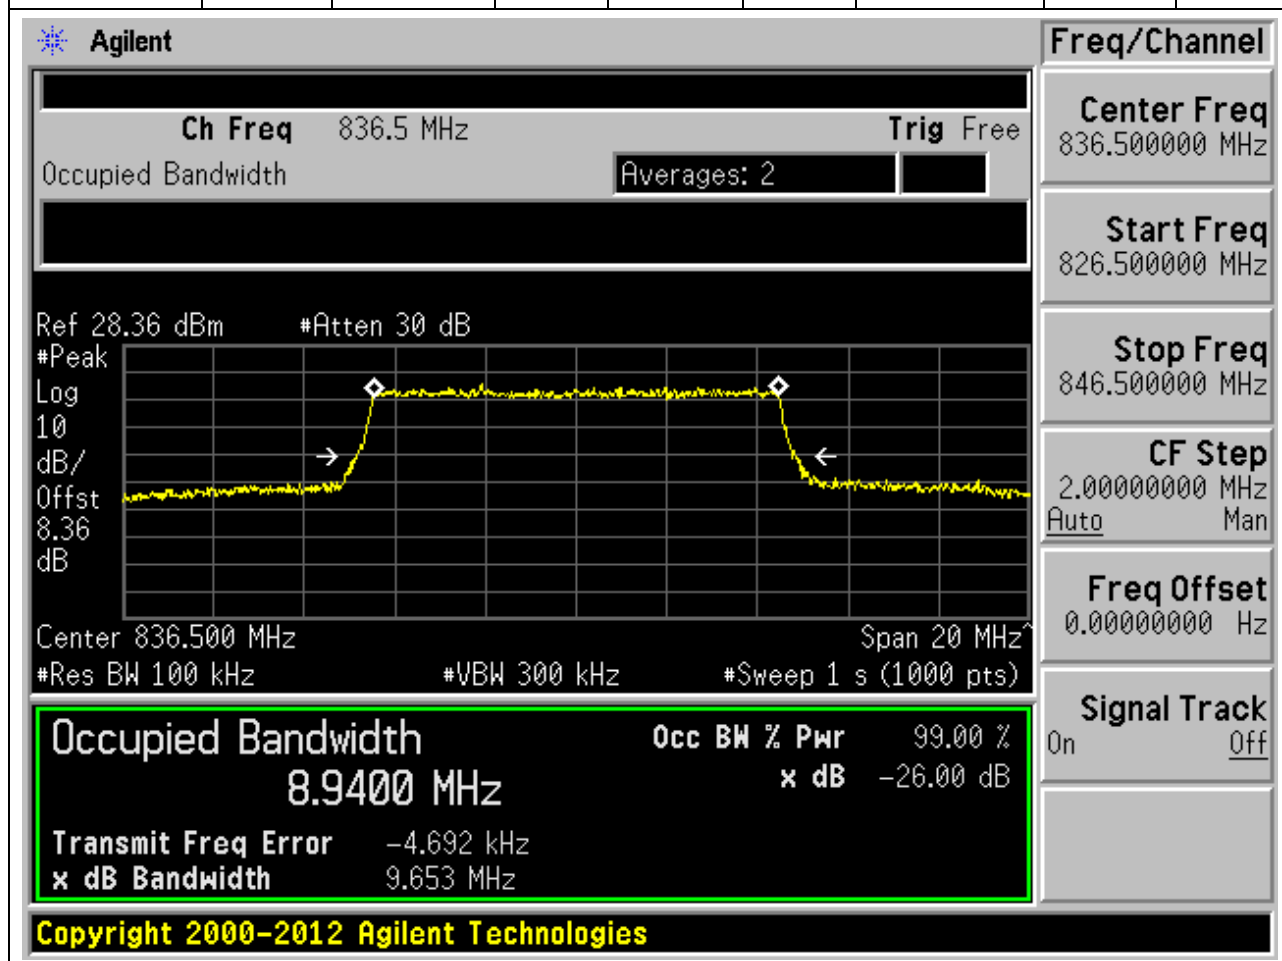 Agilent
Freq/Channel
Ch Freq 836.5 MHz Trig Free
Occupied Bandwidth Averages: 2
Ref 28.36 dBm #Atten 30 dB
#Peak
Log
10
dB/
Offst
8.36
dB
Center 836.500 MHz Span 20 MHz^
#Res BW 100 kHz #VBW 300 kHz #Sweep 1 s (1000 pts)
Occupied Bandwidth Occ BW % Pwr 99.00 %
8.9400 MHz x dB -26.00 dB
Transmit Freq Error -4.692 kHz
x dB Bandwidth 9.653 MHz
Center Freq
836.500000 MHz
Start Freq
826.500000 MHz
Stop Freq
846.500000 MHz
CF Step
2.00000000 MHz
Auto Man
Freq Offset
0.00000000 Hz
Signal Track
On Off
Copyright 2000-2012 Agilent Technologies